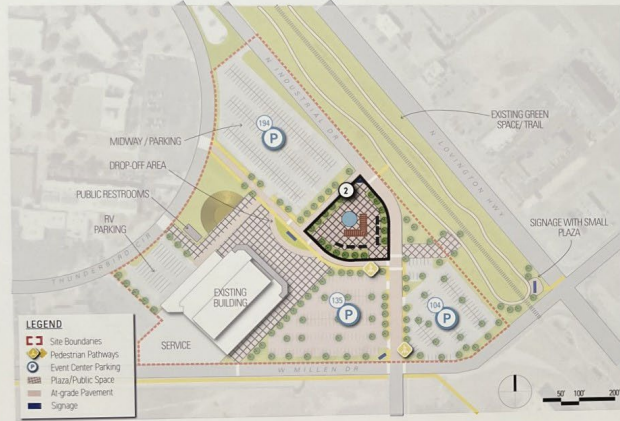 N INDUSTRIAL DR
194
P
EXISTING GREEN
SPACE/ TRAIL
MIDWAY / PARKING
N LOVINGTON HWY
DROP-OFF AREA
2
PUBLIC RESTROOMS
SIGNAGE WITH SMALL
PLAZA
RV
PARKING
THUNDERBIRD CIR
EXISTING
BUILDING
135
P
104
P
SERVICE
W MILLEN DR
LEGEND
Site Boundaries
Pedestrian Pathways
P Event Center Parking
Plaza/Public Space
At-grade Pavement
Signage
50' 100' 200'